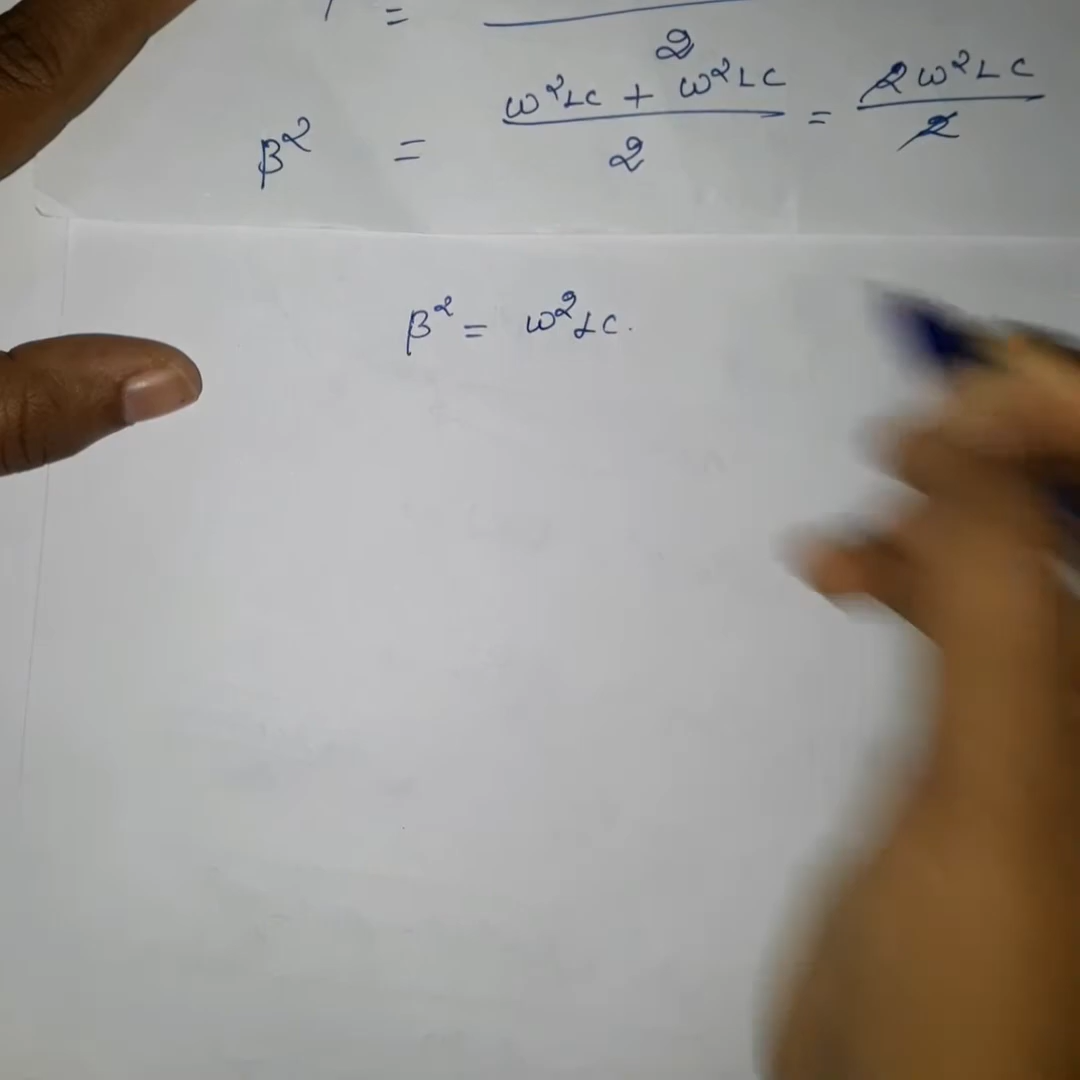 =
2
β² = (ω²LC + ω²LC)/2 = 2ω²LC/2
β² = ω²LC.